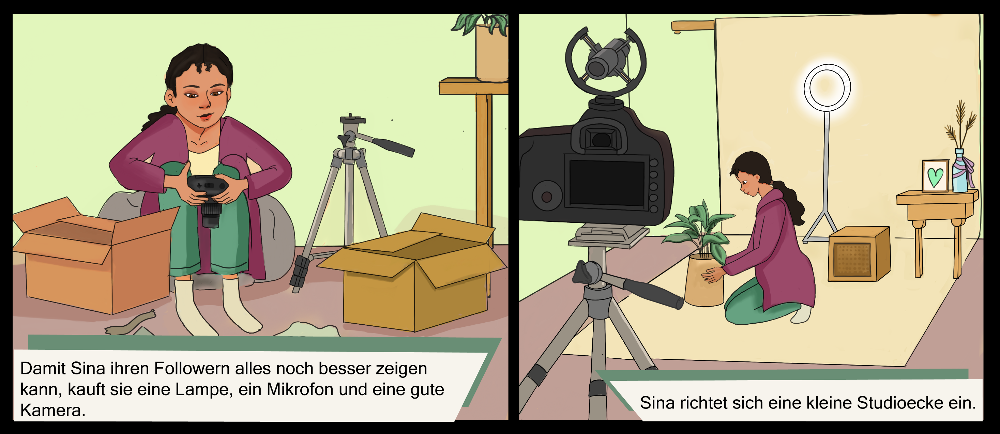 Damit Sina ihren Followern alles noch besser zeigen
kann, kauft sie eine Lampe, ein Mikrofon und eine gute
Kamera.
Sina richtet sich eine kleine Studioecke ein.